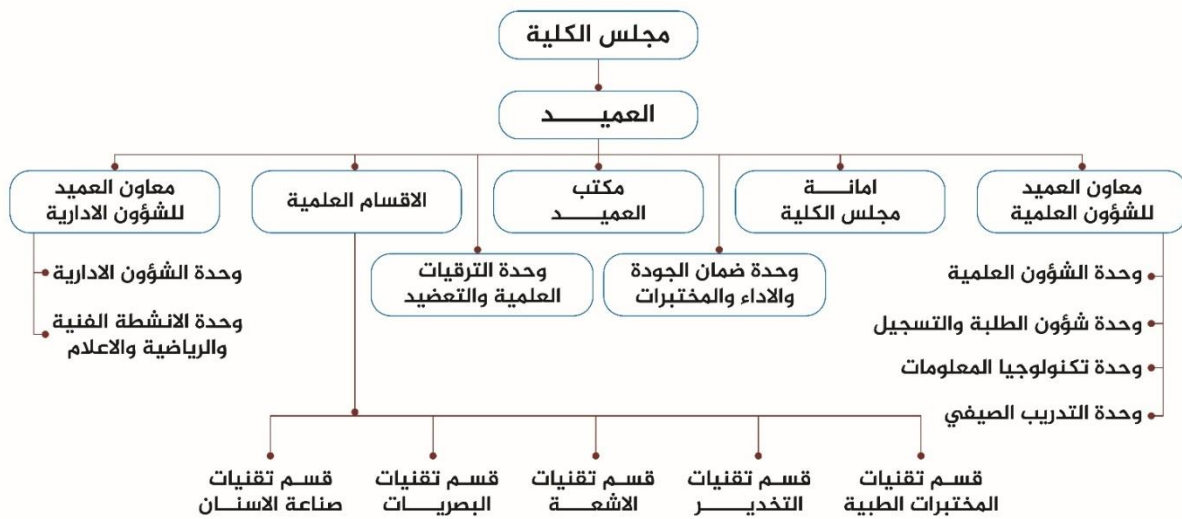 مجلس الكلية
العميـــد
معاون العميد
للشؤون العلمية
امانـــة
مجلس الكلية
مكتب
العميـــد
الاقسام العلمية
معاون العميد
للشؤون الادارية
وحدة ضمان الجودة
والاداء والمختبرات
وحدة الترقيات
العلمية والتعضيد
وحدة الشؤون العلمية
وحدة شؤون الطلبة والتسجيل
وحدة تكنولوجيا المعلومات
وحدة التدريب الصيفي
وحدة الشؤون الادارية
وحدة الانشطة الفنية
والرياضية والاعلام
قسم تقنيات
المختبرات الطبية
قسـم تقنيات
التخديـــر
قسـم تقنيات
الاشعـــة
قسـم تقنيات
البصريـــات
قسـم تقنيات
صناعة الاسنـــان